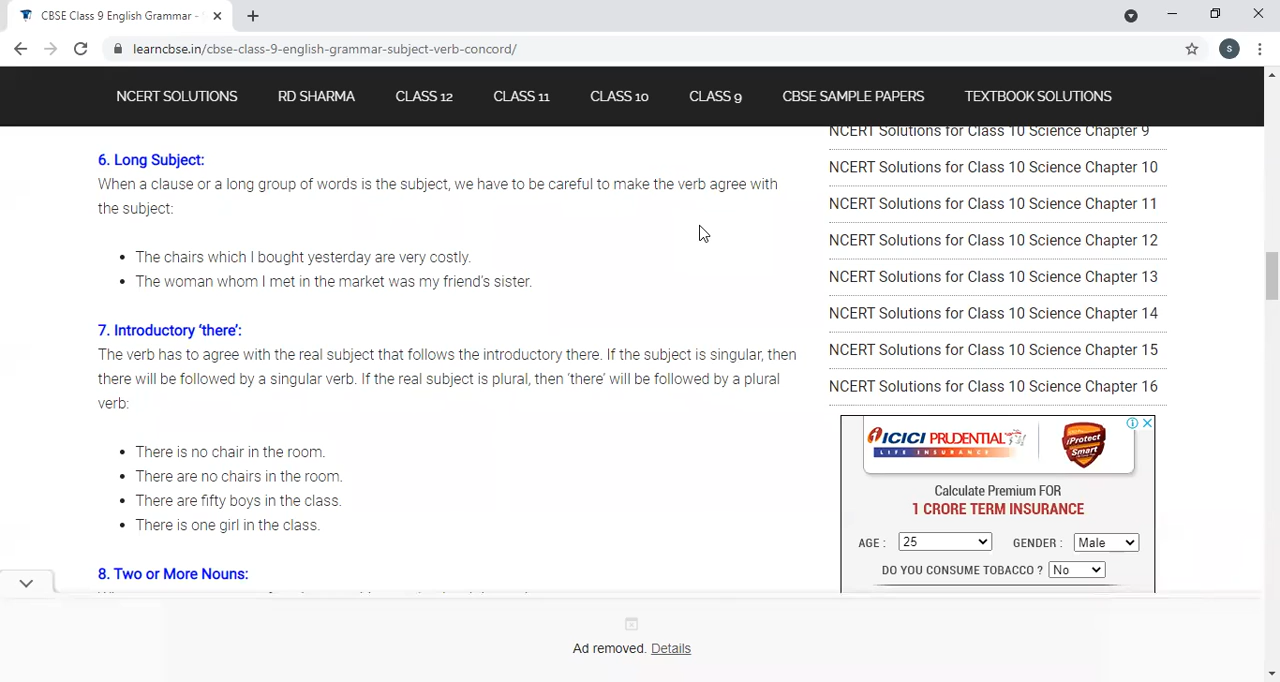 CBSE Class 9 English Grammar -
learncbse.in/cbse-class-9-english-grammar-subject-verb-concord/
S
NCERT SOLUTIONS RD SHARMA CLASS 12 CLASS 11 CLASS 10 CLASS 9 CBSE SAMPLE PAPERS TEXTBOOK SOLUTIONS
6. Long Subject:
When a clause or a long group of words is the subject, we have to be careful to make the verb agree with
the subject:
• The chairs which I bought yesterday are very costly.
• The woman whom I met in the market was my friend's sister.
7. Introductory ‘there’:
The verb has to agree with the real subject that follows the introductory there. If the subject is singular, then
there will be followed by a singular verb. If the real subject is plural, then ‘there’ will be followed by a plural
verb:
• There is no chair in the room.
• There are no chairs in the room.
• There are fifty boys in the class.
• There is one girl in the class.
8. Two or More Nouns:
NCERT Solutions for Class 10 Science Chapter 9
NCERT Solutions for Class 10 Science Chapter 10
NCERT Solutions for Class 10 Science Chapter 11
NCERT Solutions for Class 10 Science Chapter 12
NCERT Solutions for Class 10 Science Chapter 13
NCERT Solutions for Class 10 Science Chapter 14
NCERT Solutions for Class 10 Science Chapter 15
NCERT Solutions for Class 10 Science Chapter 16
ICICI PRUDENTIAL
LIFE INSURANCE
iProtect
Smart
Calculate Premium FOR
1 CRORE TERM INSURANCE
AGE : 25 GENDER : Male
DO YOU CONSUME TOBACCO ? No
Ad removed. Details